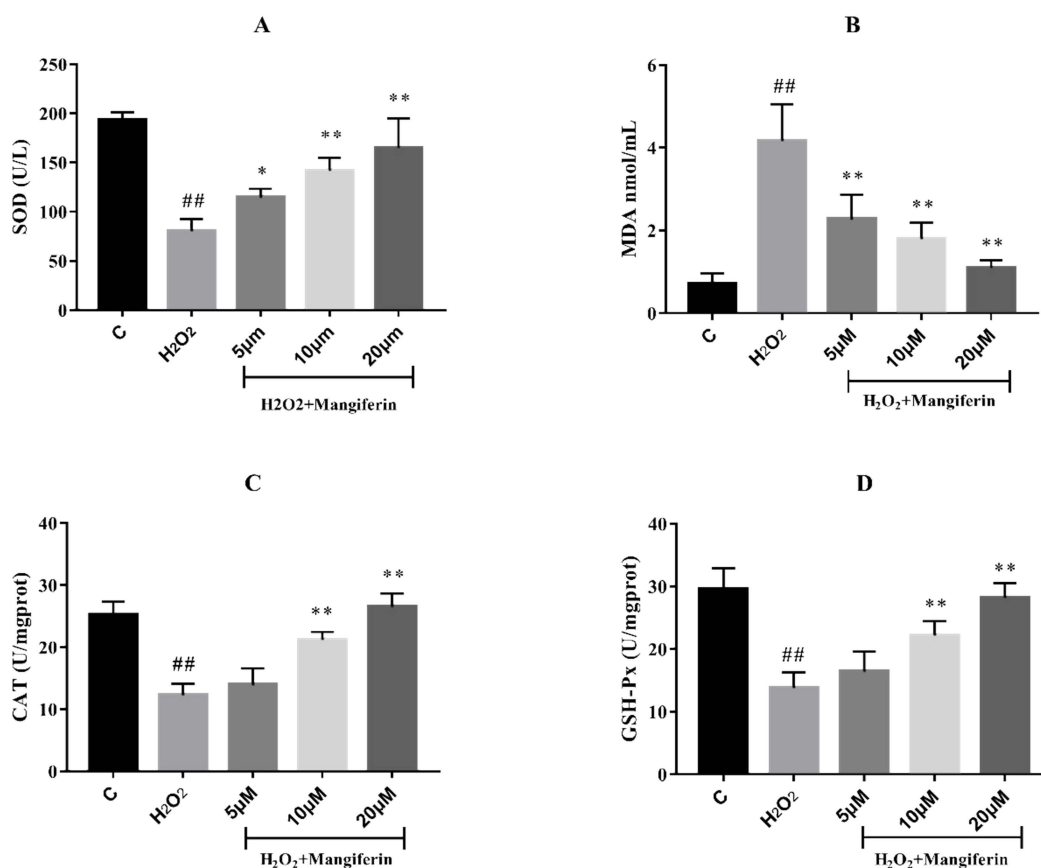 A
SOD (U/L)
250
200
150
100
50
0
##
*
**
**
C
H2O2
5µm
10µm
20µm
H2O2+Mangiferin
B
MDA nmol/mL
6
4
2
0
##
**
**
**
C
H2O2
5µM
10µM
20µM
H2O2+Mangiferin
C
CAT (U/mgprot)
40
30
20
10
0
##
**
**
C
H2O2
5µM
10µM
20µM
H2O2+Mangiferin
D
GSH-Px (U/mgprot)
40
30
20
10
0
##
**
**
C
H2O2
5µM
10µM
20µM
H2O2+Mangiferin